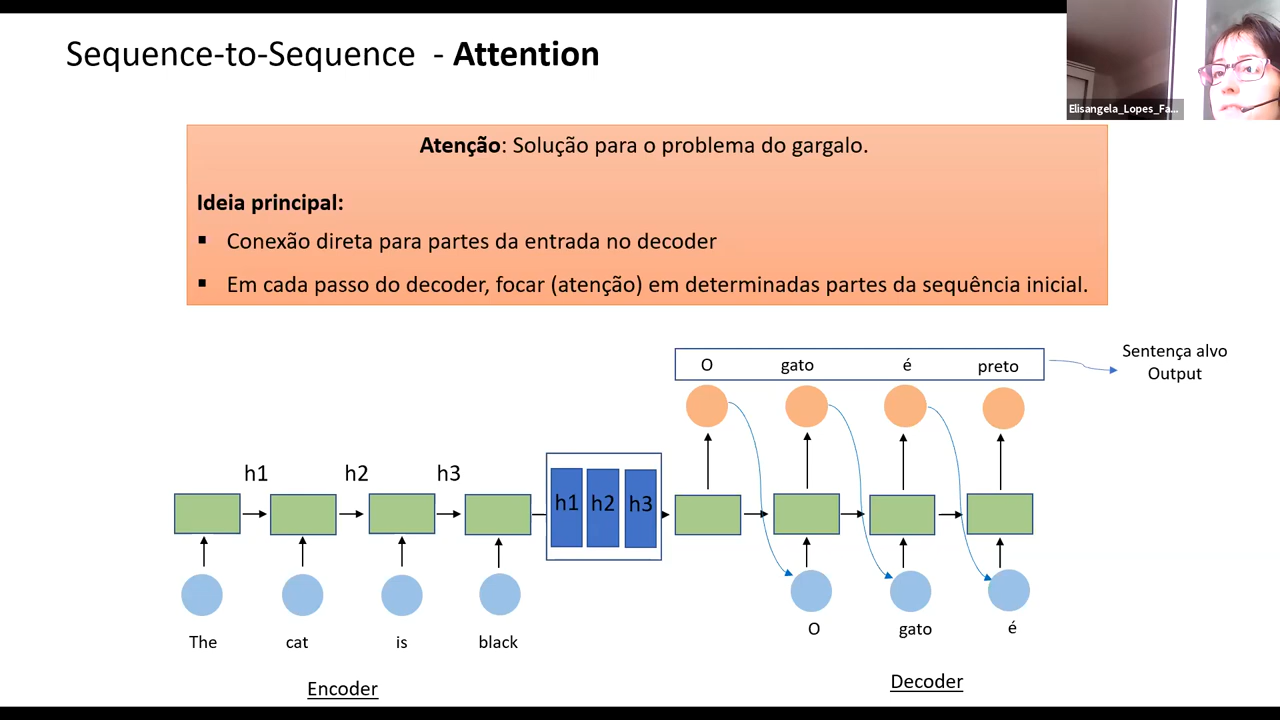 Sequence-to-Sequence - Attention
Elisangela_Lopes_Fa...
Atenção: Solução para o problema do gargalo.
Ideia principal:
▪ Conexão direta para partes da entrada no decoder
▪ Em cada passo do decoder, focar (atenção) em determinadas partes da sequência inicial.
Sentença alvo
Output
O gato é preto
h1 h2 h3
h1 h2 h3
O gato é
The cat is black
Encoder
Decoder